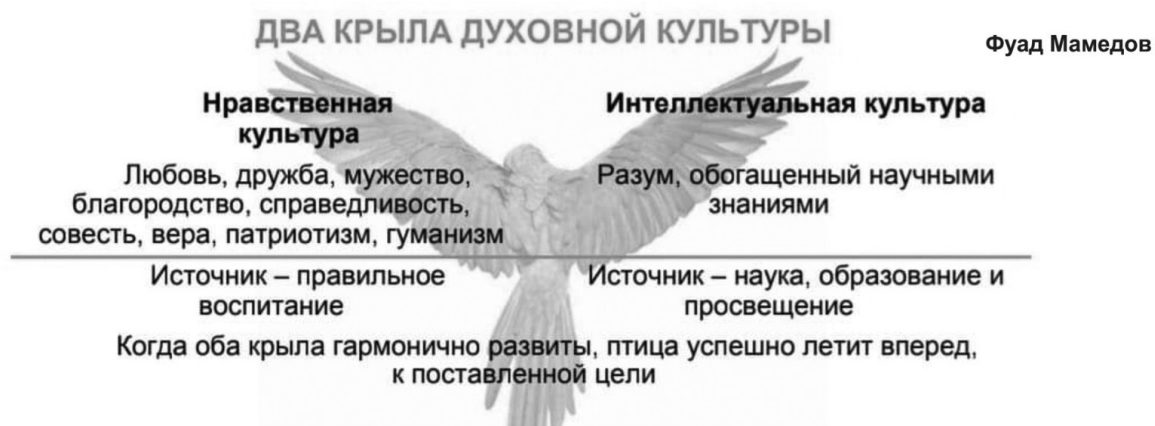 ДВА КРЫЛА ДУХОВНОЙ КУЛЬТУРЫ
Фуад Мамедов
Нравственная
культура
Любовь, дружба, мужество,
благородство, справедливость,
совесть, вера, патриотизм, гуманизм
Интеллектуальная культура
Разум, обогащенный научными
знаниями
Источник – правильное
воспитание
Источник – наука, образование и
просвещение
Когда оба крыла гармонично развиты, птица успешно летит вперед,
к поставленной цели